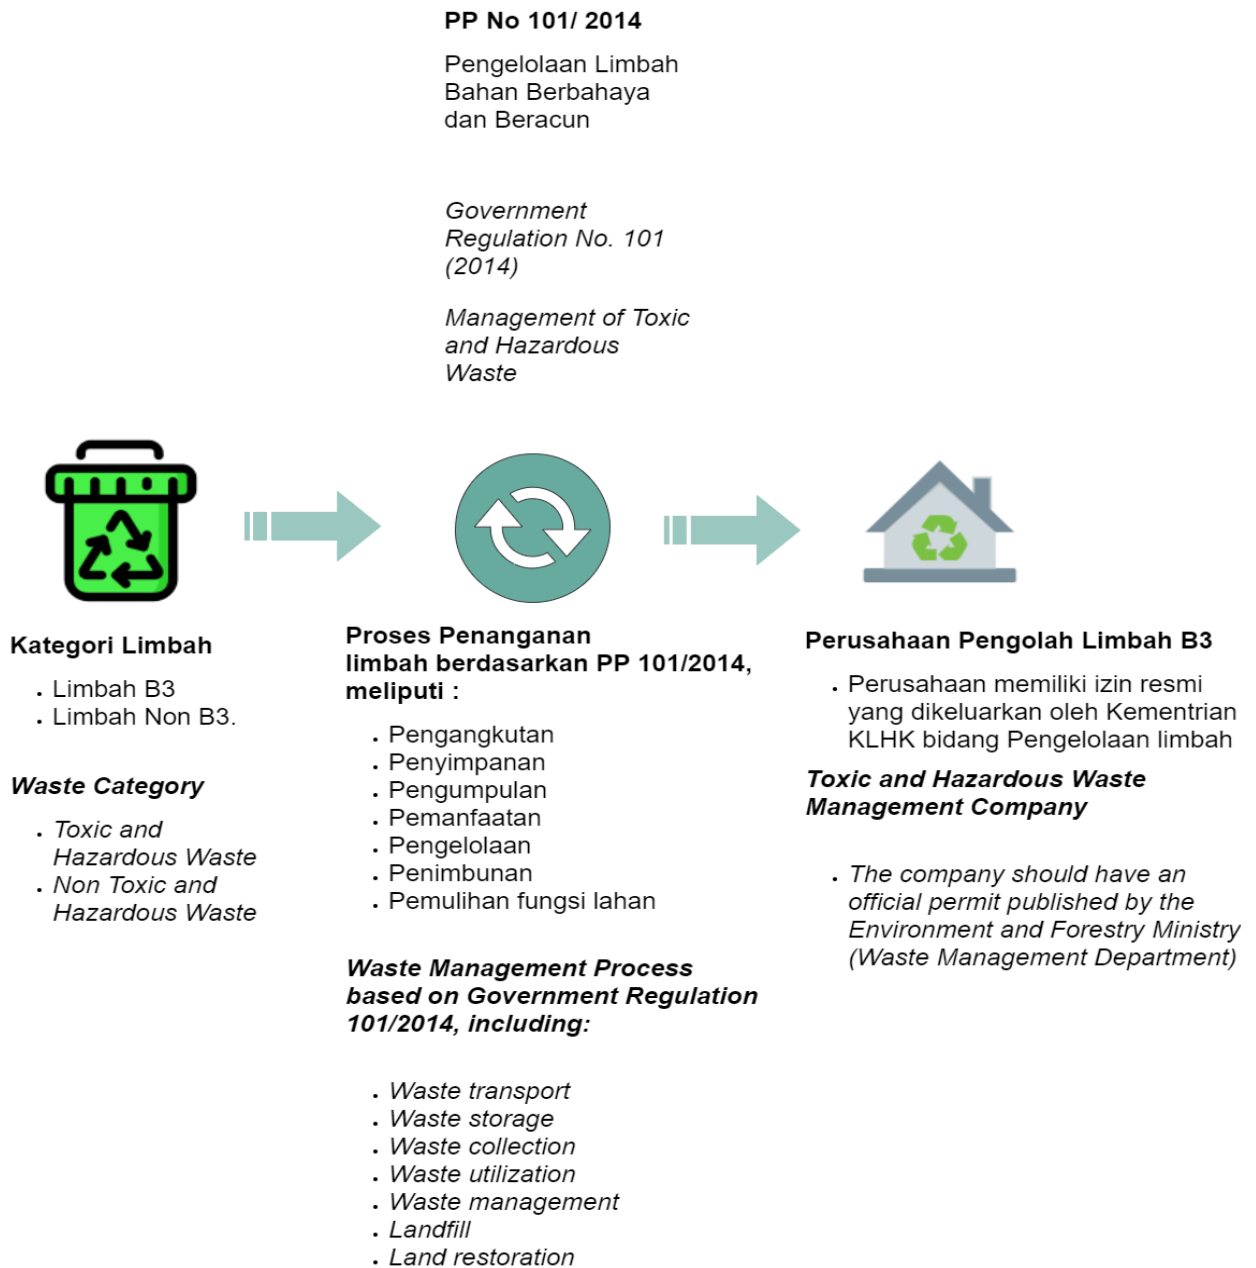 PP No 101/ 2014
Pengelolaan Limbah
Bahan Berbahaya
dan Beracun
Government
Regulation No. 101
(2014)
Management of Toxic
and Hazardous
Waste
Kategori Limbah
Limbah B3
Limbah Non B3.
Waste Category
Toxic and
Hazardous Waste
Non Toxic and
Hazardous Waste
Proses Penanganan
limbah berdasarkan PP 101/2014,
meliputi :
Pengangkutan
Penyimpanan
Pengumpulan
Pemanfaatan
Pengelolaan
Penimbunan
Pemulihan fungsi lahan
Waste Management Process
based on Government Regulation
101/2014, including:
Waste transport
Waste storage
Waste collection
Waste utilization
Waste management
Landfill
Land restoration
Perusahaan Pengolah Limbah B3
Perusahaan memiliki izin resmi
yang dikeluarkan oleh Kementrian
KLHK bidang Pengelolaan limbah
Toxic and Hazardous Waste
Management Company
The company should have an
official permit published by the
Environment and Forestry Ministry
(Waste Management Department)